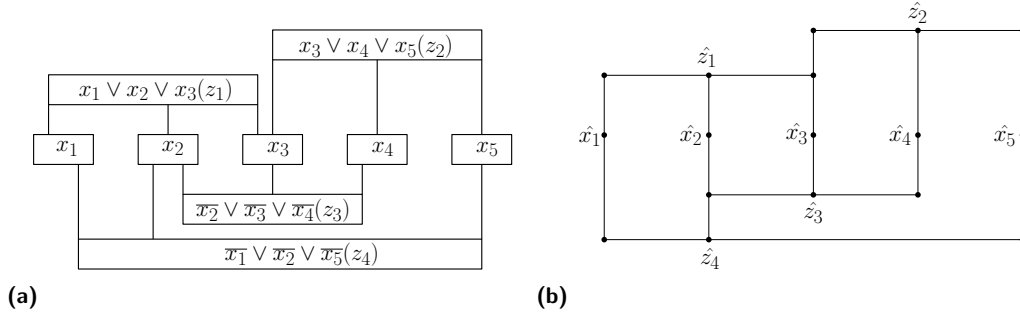 x₃ ∨ x₄ ∨ x₅(z₂)
x₁ ∨ x₂ ∨ x₃(z₁)
x₁ x₂ x₃ x₄ x₅
x̅₂ ∨ x̅₃ ∨ x̅₄(z₃)
x̅₁ ∨ x̅₂ ∨ x̅₅(z₄)
(a)
ẑ₂
ẑ₁
x̂₁ x̂₂ x̂₃ x̂₄ x̂₅
ẑ₃
ẑ₄
(b)